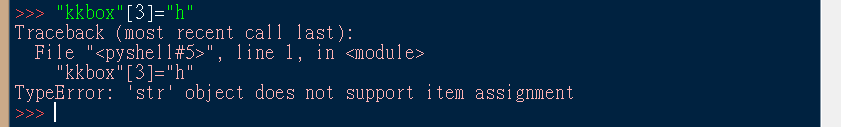 >>> "kkbox"[3]="h"
Traceback (most recent call last):
  File "<pyshell#5>", line 1, in <module>
    "kkbox"[3]="h"
TypeError: 'str' object does not support item assignment
>>>